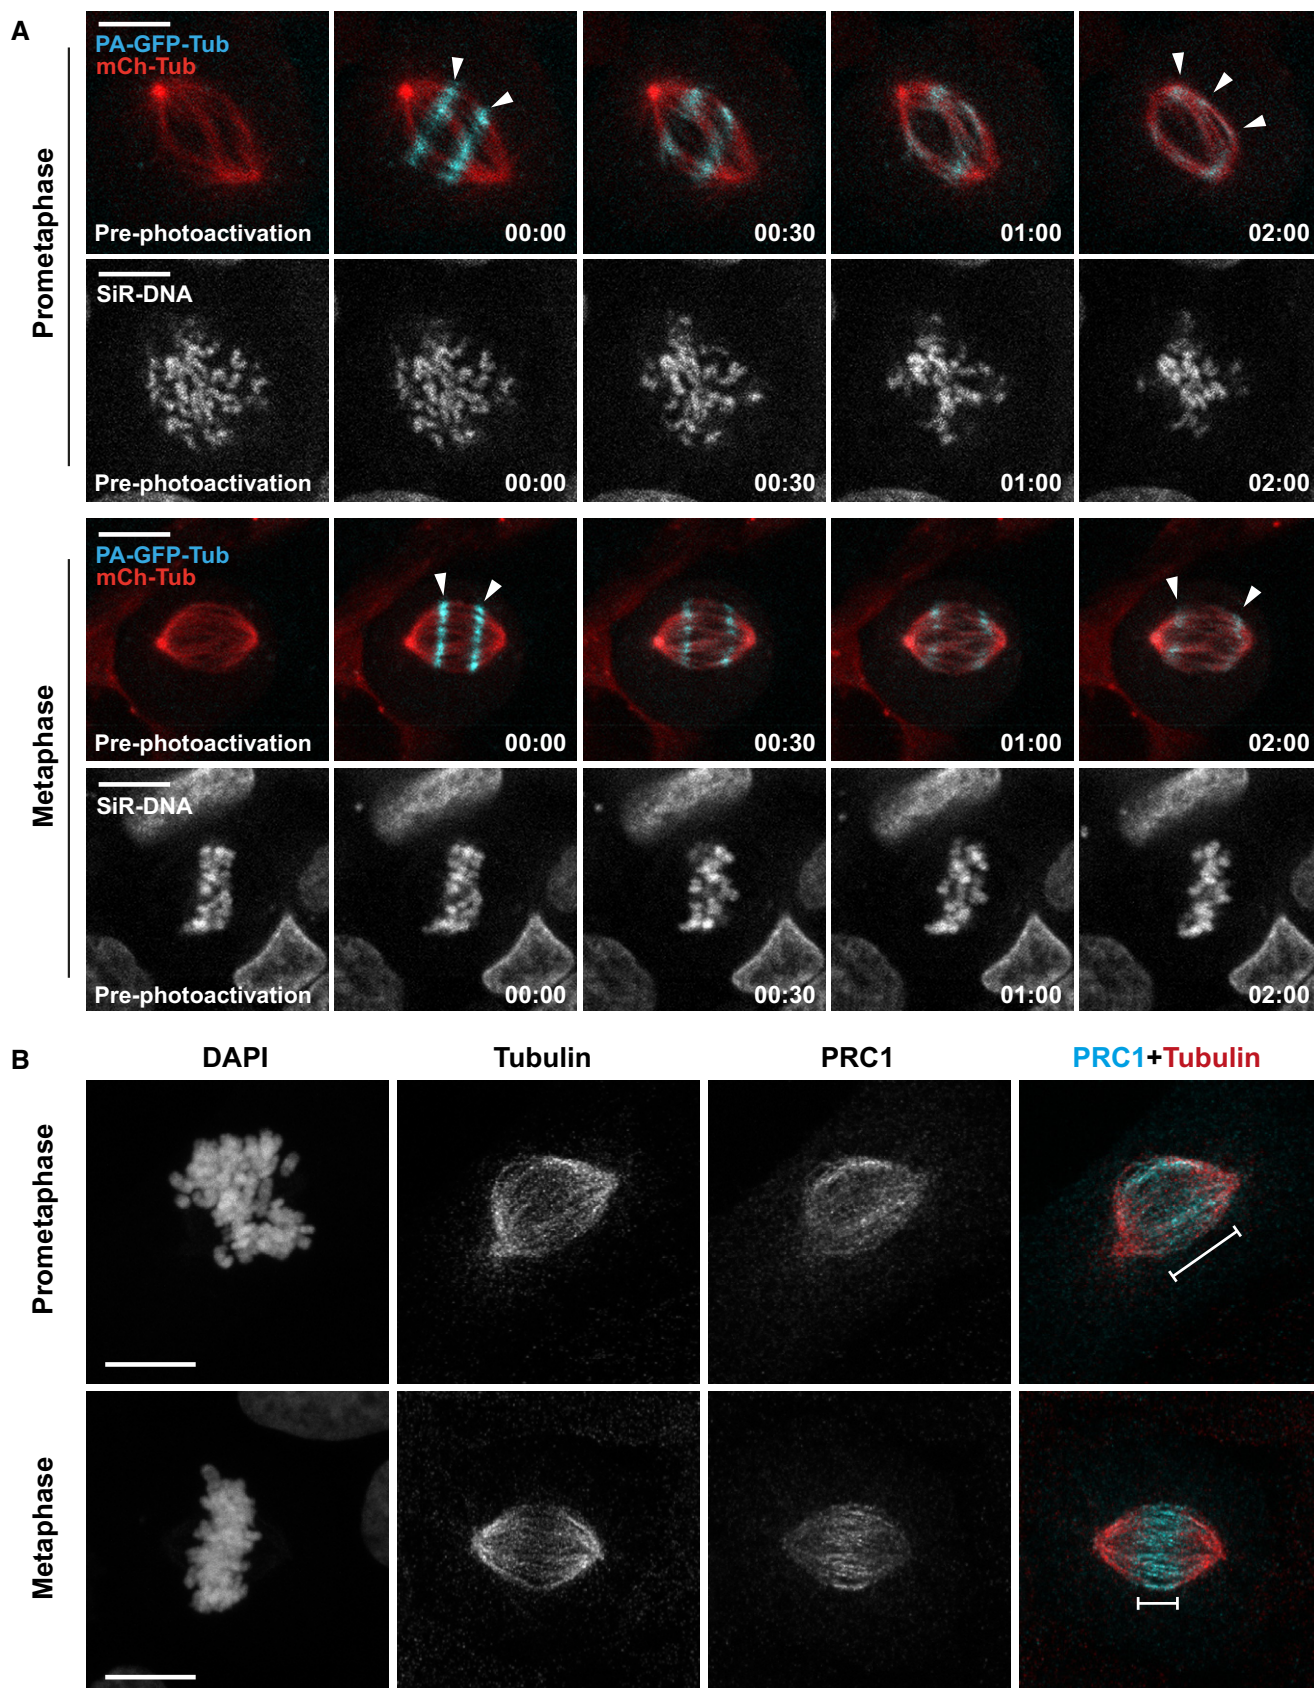 A
Prometaphase
PA-GFP-Tub
mCh-Tub
Pre-photoactivation
00:00
00:30
01:00
02:00
SiR-DNA
Pre-photoactivation
00:00
00:30
01:00
02:00
Metaphase
PA-GFP-Tub
mCh-Tub
Pre-photoactivation
00:00
00:30
01:00
02:00
SiR-DNA
Pre-photoactivation
00:00
00:30
01:00
02:00
B
DAPI
Tubulin
PRC1
PRC1+Tubulin
Prometaphase
Metaphase